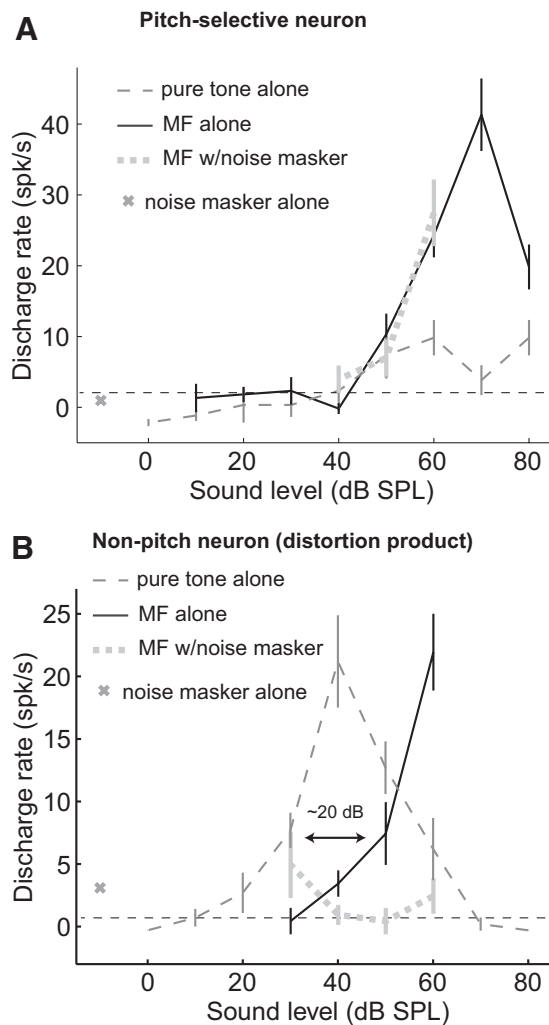 A
Pitch-selective neuron
pure tone alone
MF alone
MF w/noise masker
noise masker alone
Discharge rate (spk/s)
40
30
20
10
0
0 20 40 60 80
Sound level (dB SPL)
B
Non-pitch neuron (distortion product)
pure tone alone
MF alone
MF w/noise masker
noise masker alone
~20 dB
Discharge rate (spk/s)
25
20
15
10
5
0
0 20 40 60 80
Sound level (dB SPL)